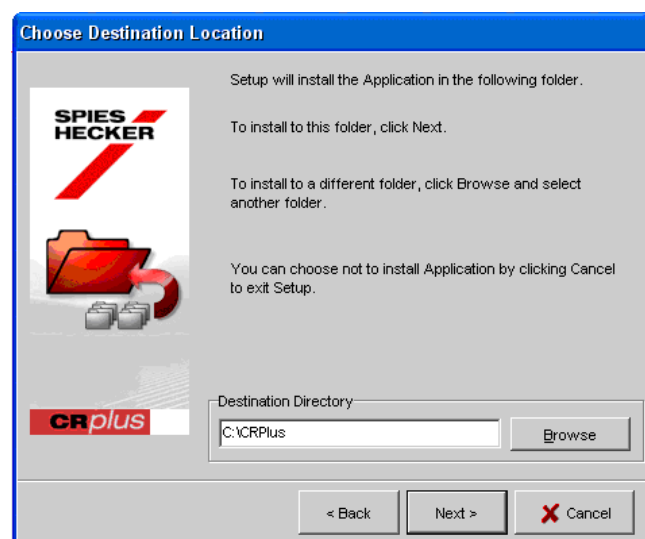 Choose Destination Location
SPIES
HECKER
Setup will install the Application in the following folder.
To install to this folder, click Next.
To install to a different folder, click Browse and select
another folder.
You can choose not to install Application by clicking Cancel
to exit Setup.
CRplus
Destination Directory
C:\CRPlus
Browse
< Back
Next >
Cancel